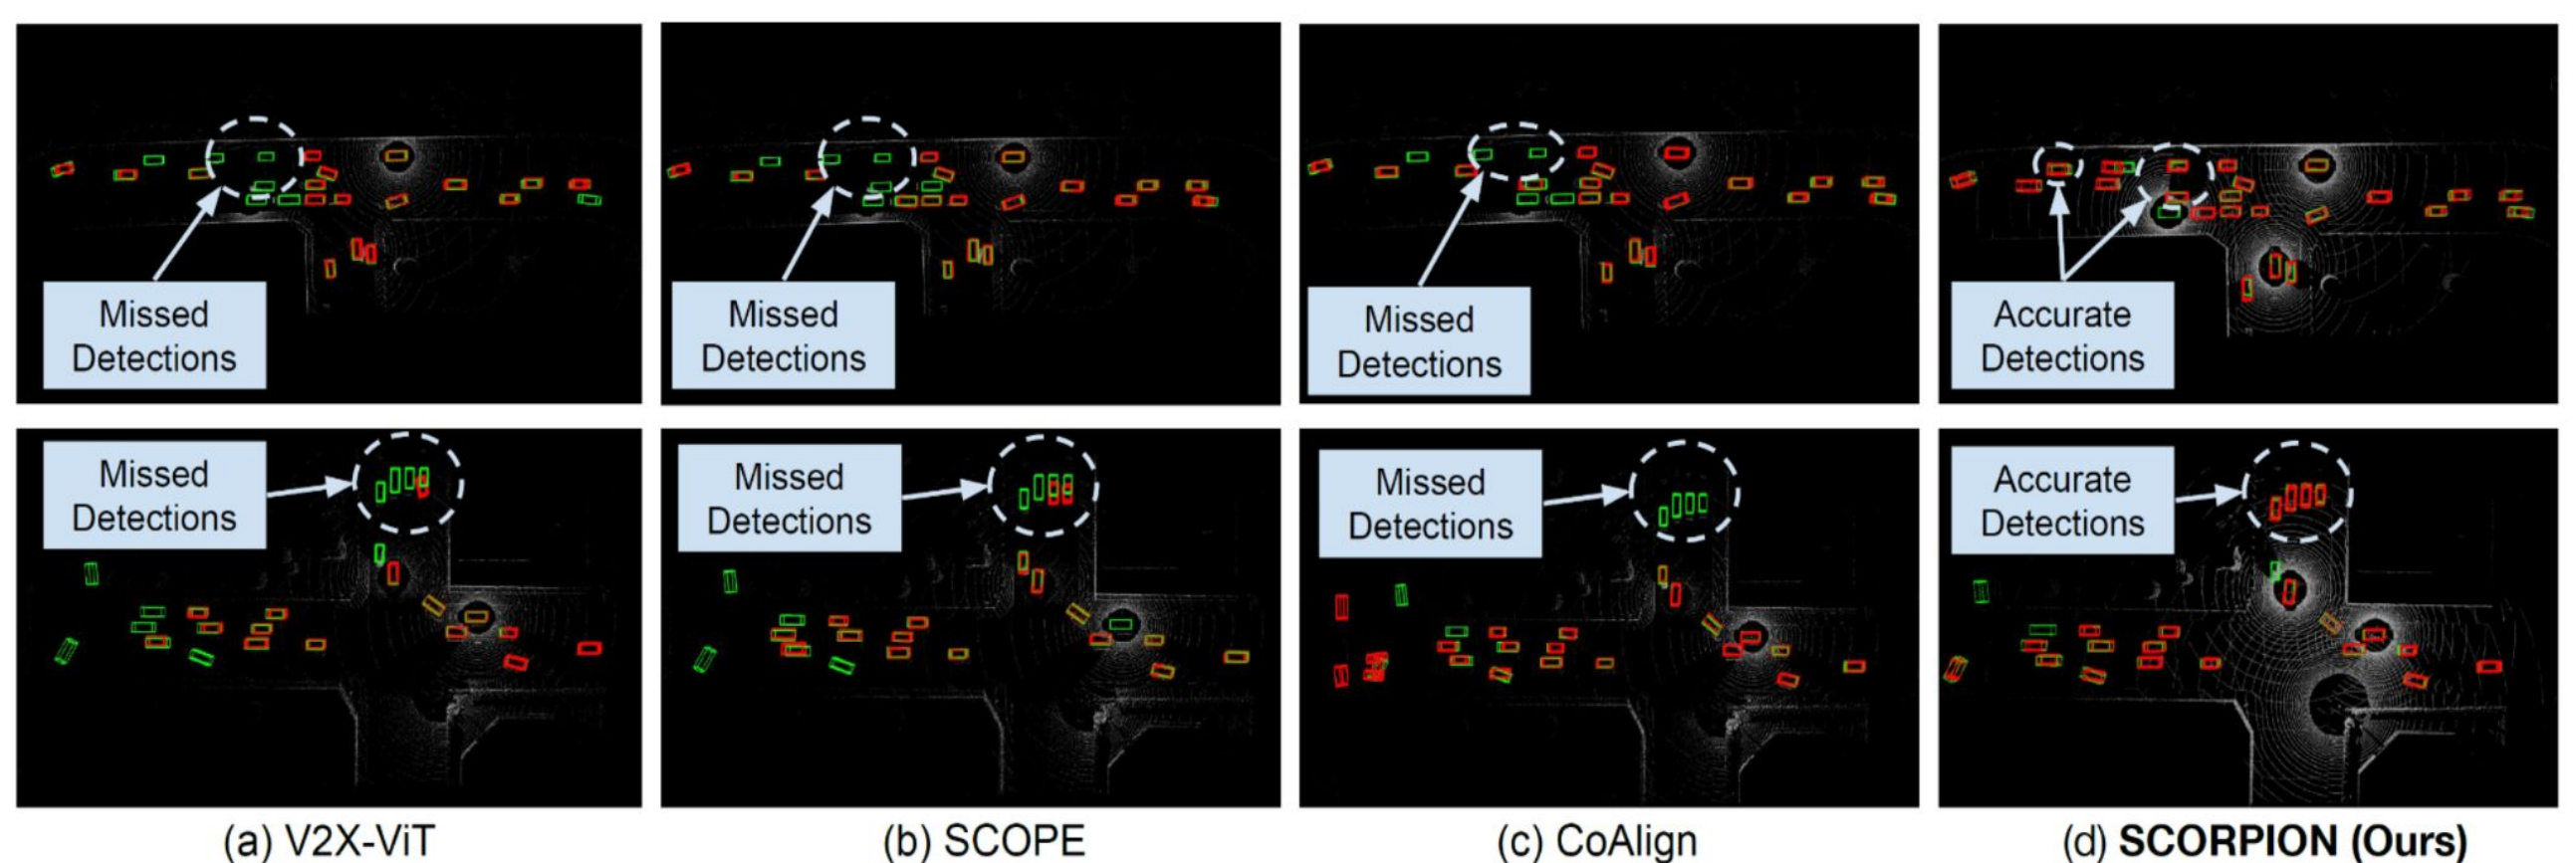 Missed
Detections
Missed
Detections
Missed
Detections
Accurate
Detections
Missed
Detections
Missed
Detections
Missed
Detections
Accurate
Detections
(a) V2X-ViT
(b) SCOPE
(c) CoAlign
(d) SCORPION (Ours)